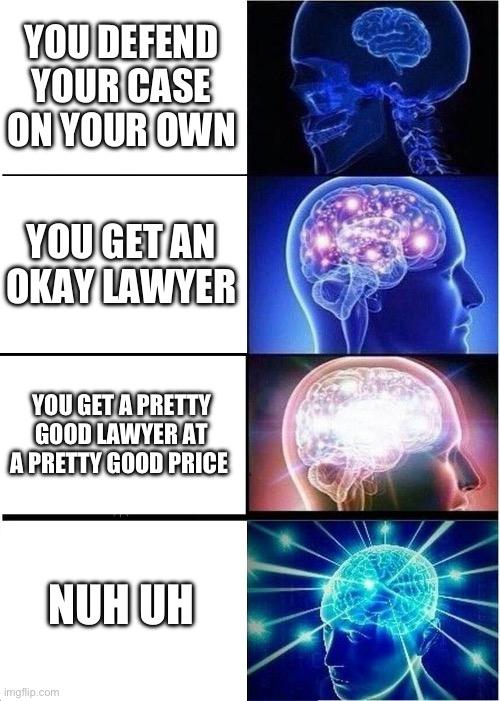 YOU DEFEND
YOUR CASE
ON YOUR OWN
YOU GET AN
OKAY LAWYER
YOU GET A PRETTY
GOOD LAWYER AT
A PRETTY GOOD PRICE
NUH UH
imgflip.com